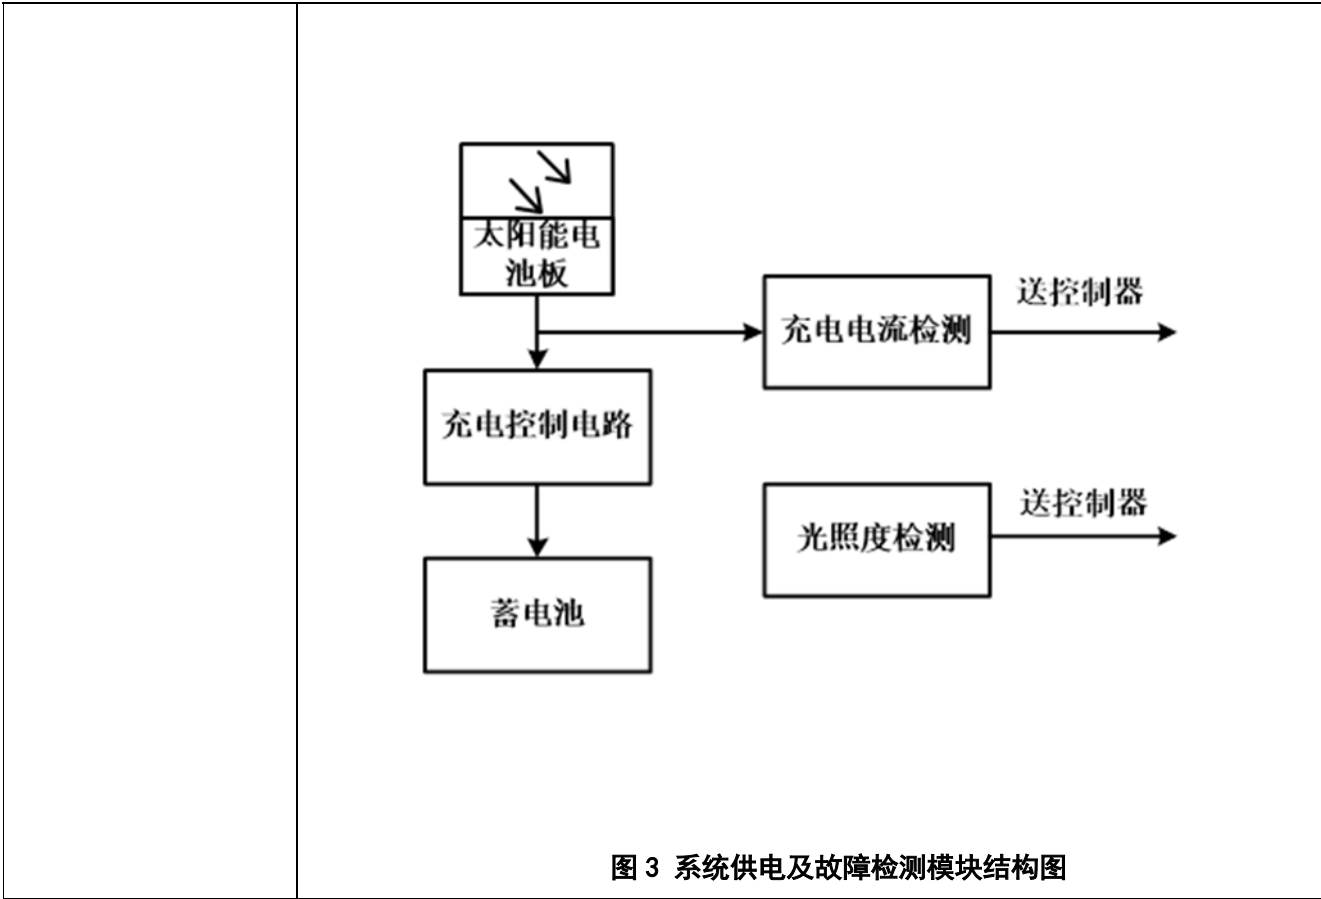 太阳能电
池板
充电电流检测
送控制器
充电控制电路
光照度检测
送控制器
蓄电池
图 3 系统供电及故障检测模块结构图